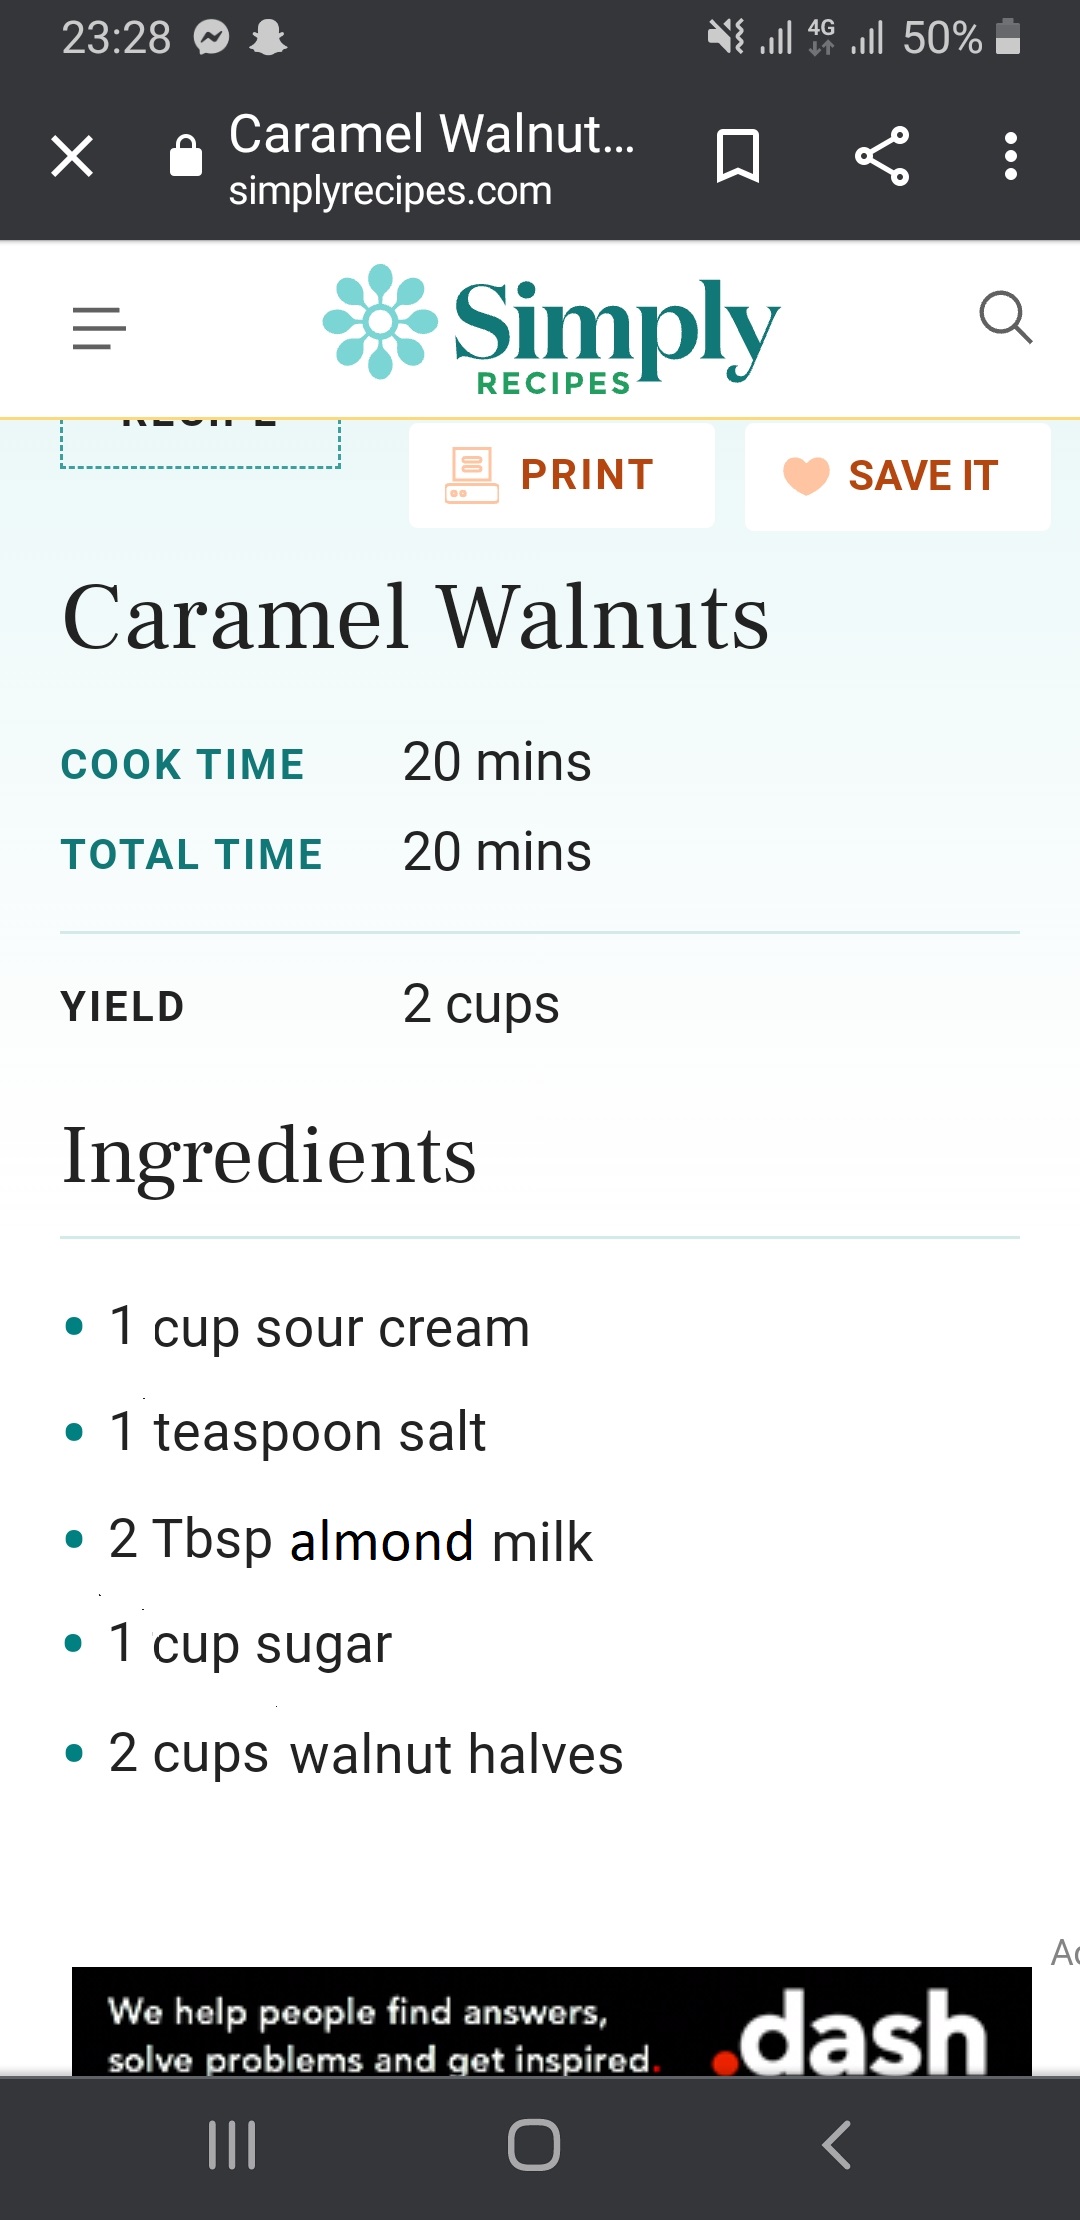 23:28 4G 50%
Caramel Walnut...
simplyrecipes.com
Simply
RECIPES
RECIPE
PRINT
SAVE IT
Caramel Walnuts
COOK TIME 20 mins
TOTAL TIME 20 mins
YIELD 2 cups
Ingredients
• 1 cup sour cream
• 1 teaspoon salt
• 2 Tbsp almond milk
• 1 cup sugar
• 2 cups walnut halves
We help people find answers,
solve problems and get inspired.
.dash